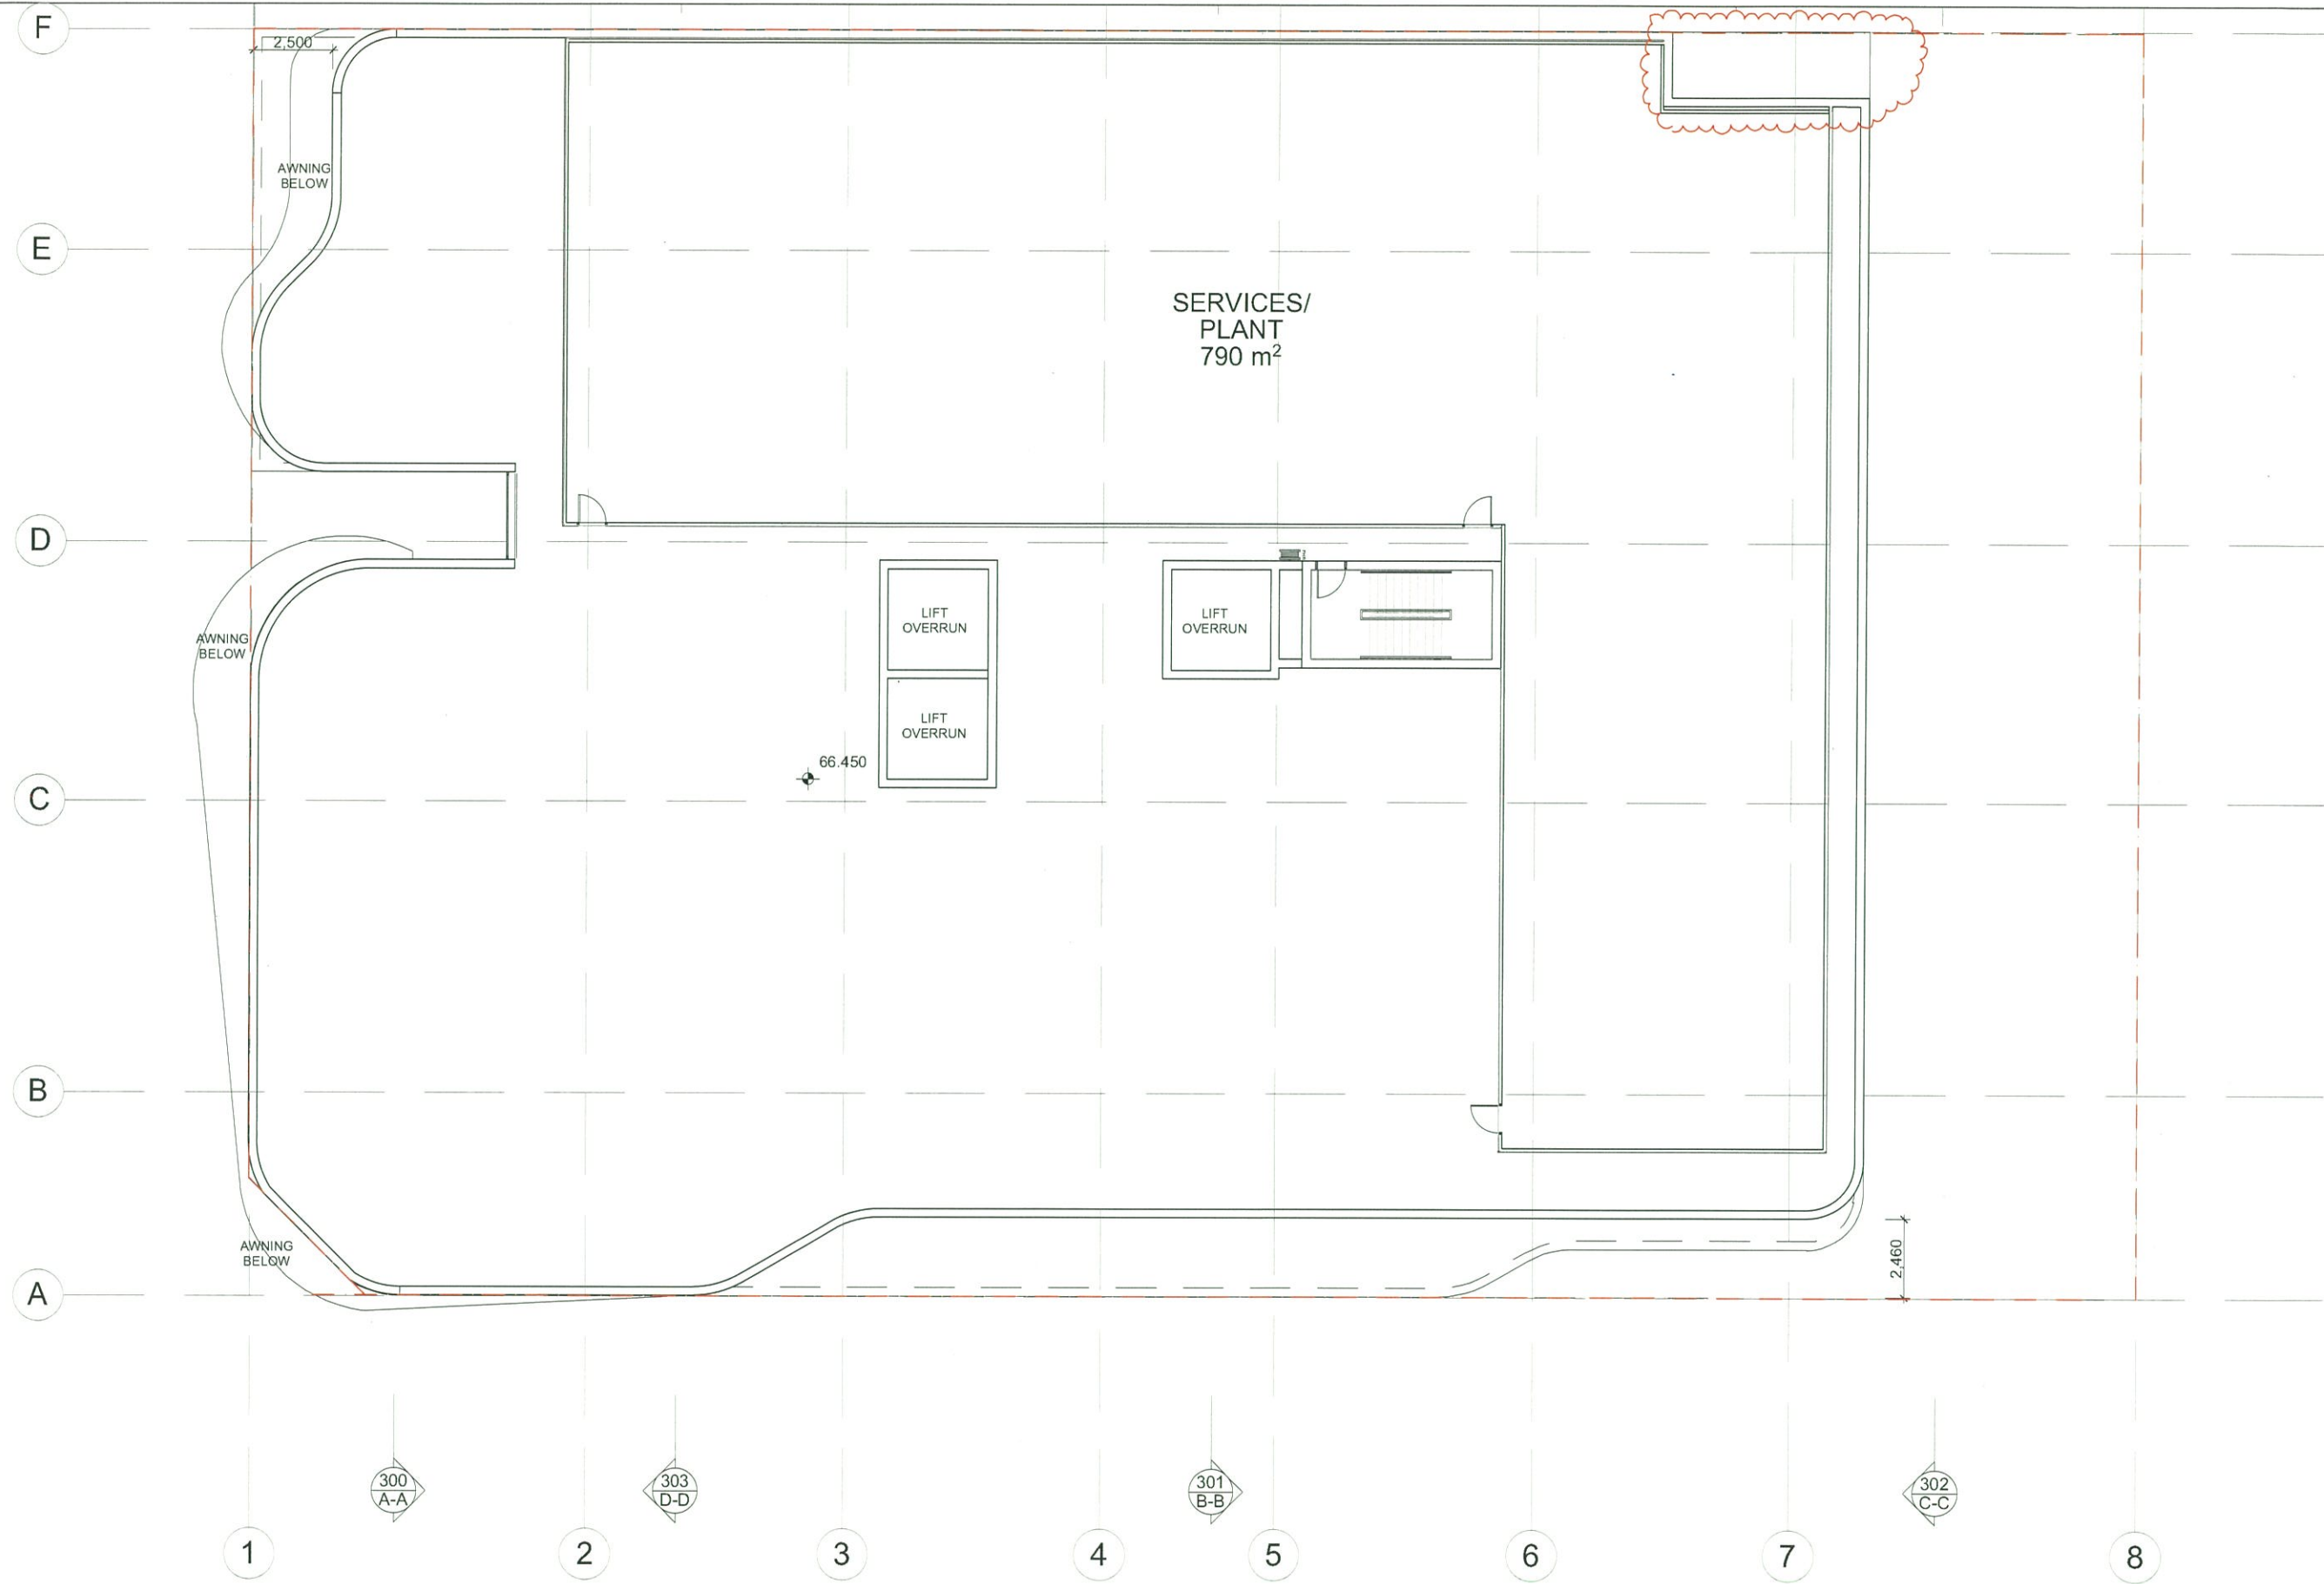 F
2,500
AWNING
BELOW
E
SERVICES/
PLANT
790 m²
D
LIFT
OVERRUN
LIFT
OVERRUN
AWNING
BELOW
LIFT
OVERRUN
66.450
C
B
AWNING
BELOW
2,460
A
300
A-A
303
D-D
301
B-B
302
C-C
1
2
3
4
5
6
7
8